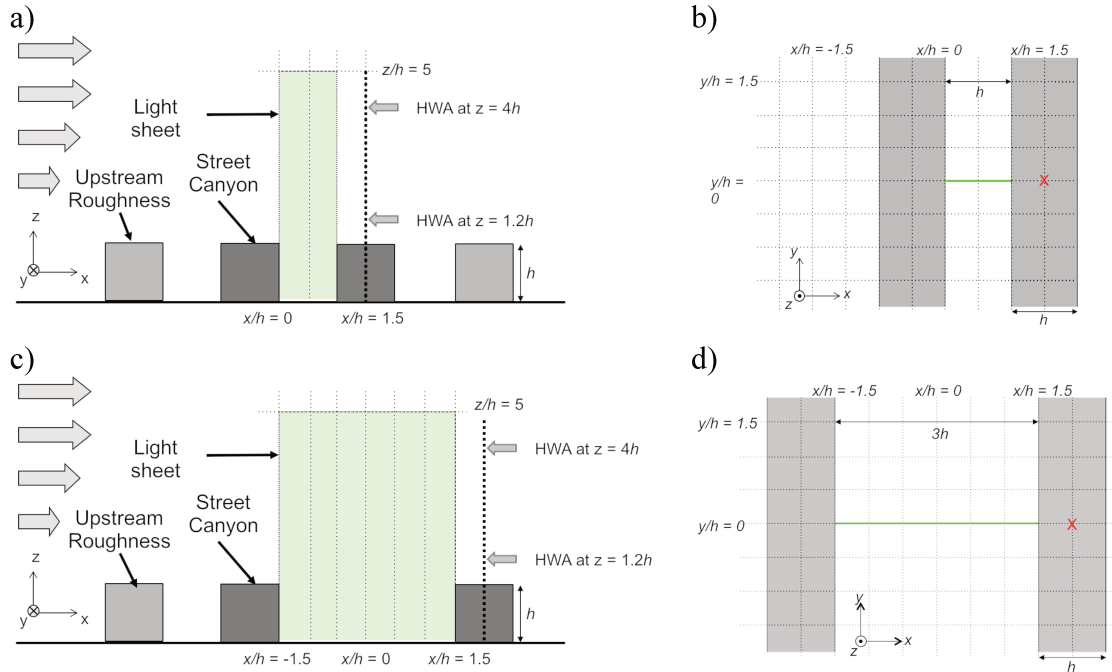 a)
z/h = 5
HWA at z = 4h
Light
sheet
Street
Canyon
Upstream
Roughness
HWA at z = 1.2h
z
y
x
h
x/h = 0
x/h = 1.5
b)
x/h = -1.5
x/h = 0
x/h = 1.5
y/h = 1.5
h
y/h =
0
y
z
x
h
c)
z/h = 5
HWA at z = 4h
Light
sheet
Street
Canyon
Upstream
Roughness
HWA at z = 1.2h
z
y
x
h
x/h = -1.5
x/h = 0
x/h = 1.5
d)
x/h = -1.5
x/h = 0
x/h = 1.5
y/h = 1.5
3h
y/h = 0
y
z
x
h